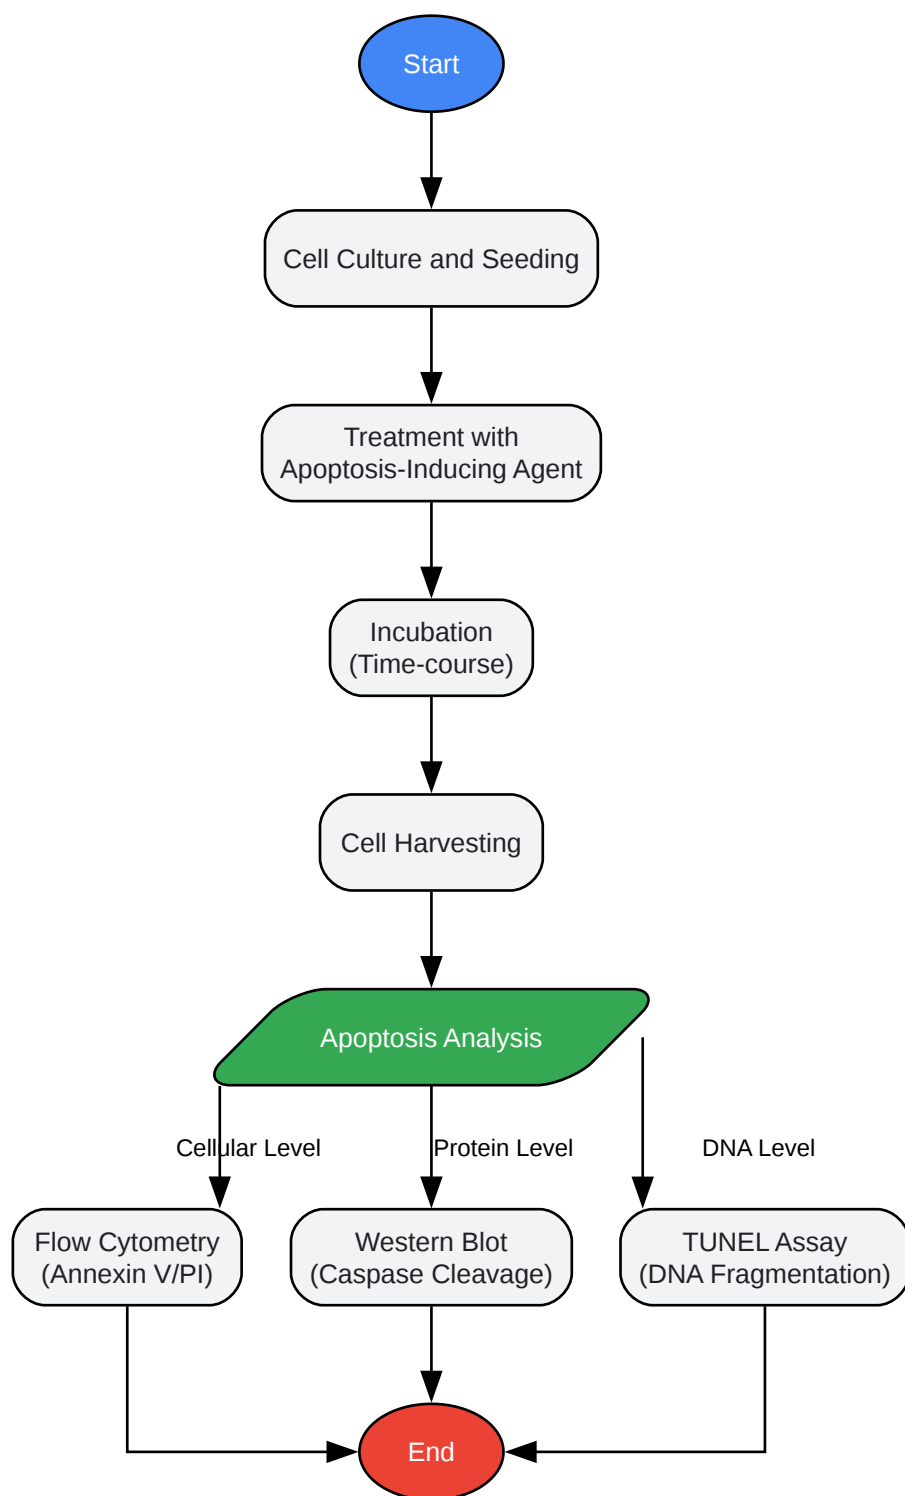 Start
Cell Culture and Seeding
Treatment with
Apoptosis-Inducing Agent
Incubation
(Time-course)
Cell Harvesting
Apoptosis Analysis
Cellular Level
Protein Level
DNA Level
Flow Cytometry
(Annexin V/PI)
Western Blot
(Caspase Cleavage)
TUNEL Assay
(DNA Fragmentation)
End